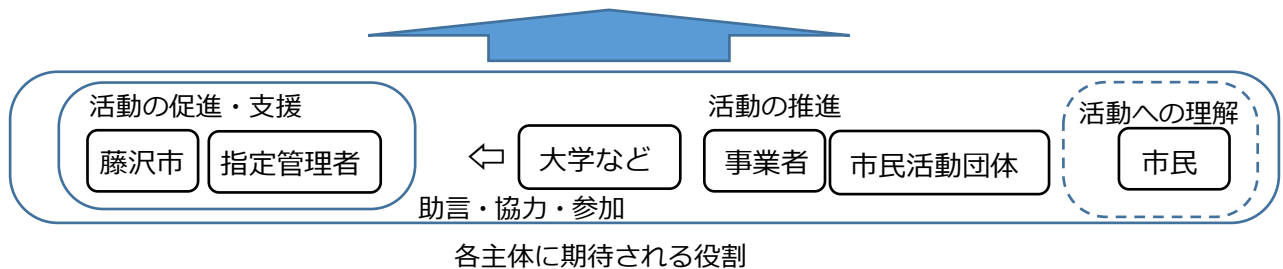 活動の促進・支援
藤沢市
指定管理者
⇦
大学など
助言・協力・参加
活動の推進
事業者
市民活動団体
活動への理解
市民
各主体に期待される役割